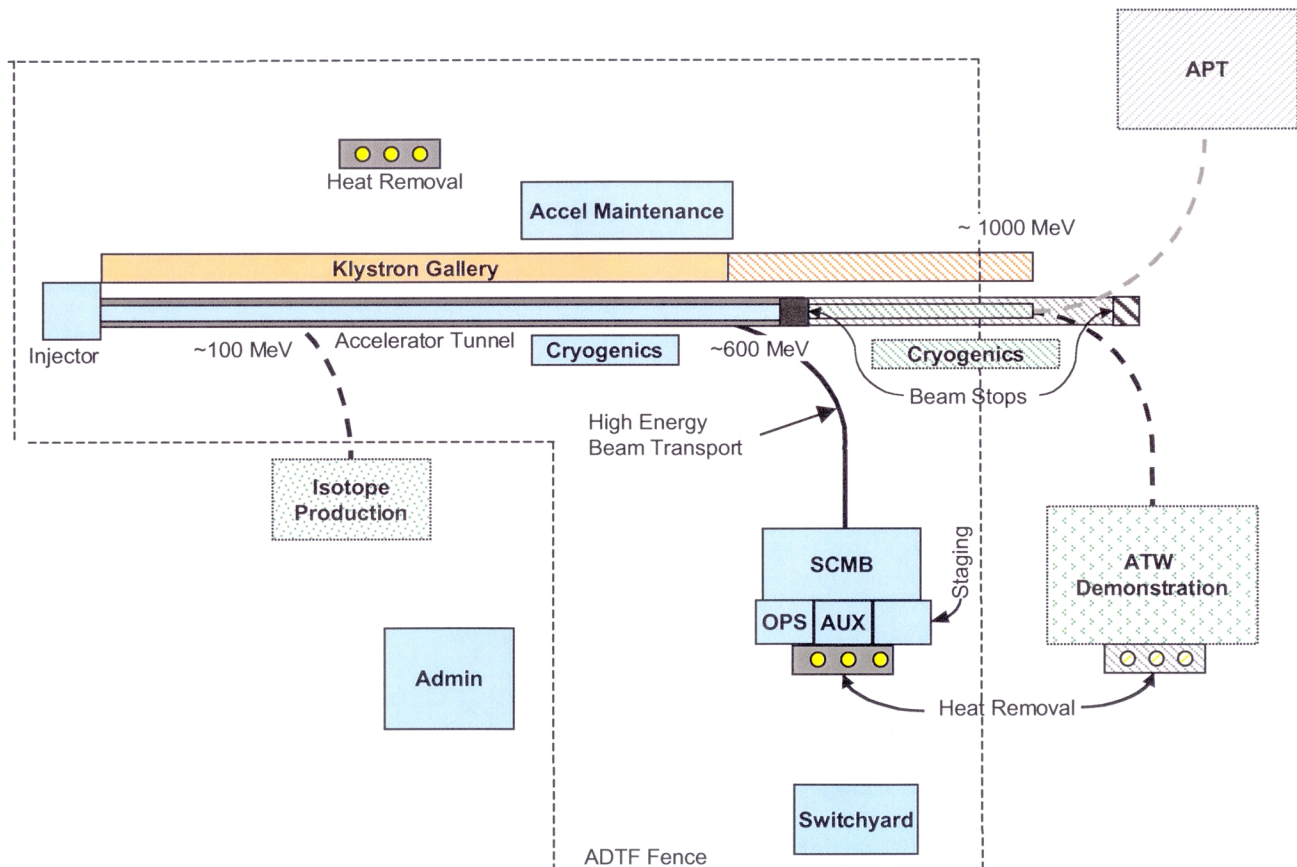 APT
Heat Removal
Accel Maintenance
~ 1000 MeV
Klystron Gallery
Injector
~100 MeV
Accelerator Tunnel
Cryogenics
~600 MeV
Cryogenics
Beam Stops
High Energy
Beam Transport
Isotope
Production
SCMB
Staging
ATW
Demonstration
OPS
AUX
Admin
Heat Removal
Switchyard
ADTF Fence